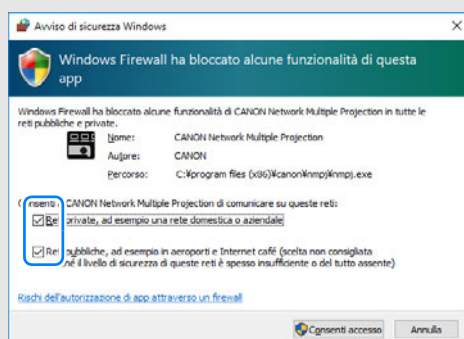 Avviso di sicurezza Windows
Windows Firewall ha bloccato alcune funzionalità di questa
app
Windows Firewall ha bloccato alcune funzionalità di CANON Network Multiple Projection in tutte le
reti pubbliche e private.
Nome: CANON Network Multiple Projection
Autore: CANON
Percorso: C:¥program files (x86)¥canon¥nmpj¥nmpj.exe
CANON Network Multiple Projection di comunicare su queste reti:
private, ad esempio una rete domestica o aziendale
pubbliche, ad esempio in aeroporti e Internet café (scelta non consigliata
il livello di sicurezza di queste reti è spesso insufficiente o del tutto assente)
Rischi dell'autorizzazione di app attraverso un firewall
Consenti accesso Annulla